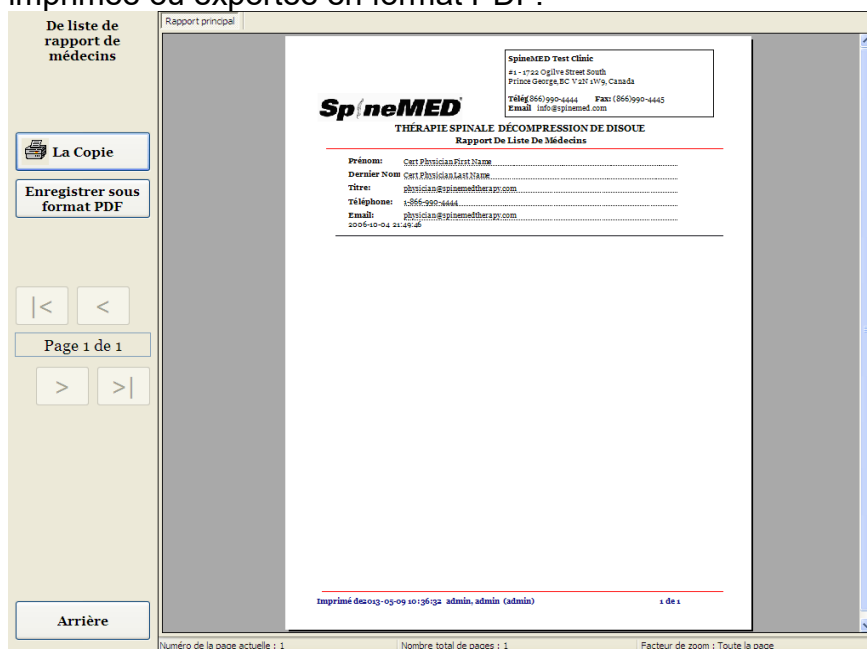 imprimée ou exportée en format PDF.
De liste de
rapport de
médecins
La Copie
Enregistrer sous
format PDF
|< <
Page 1 de 1
> >|
Arrière
Rapport principal
SpineMED Test Clinic
#1 - 1722 Ogilve Street South
Prince George, BC V2N 1W9, Canada
Télég(866)990-4444 Fax: (866)990-4445
Email info@spinemed.com
SpineMED
THÉRAPIE SPINALE DÉCOMPRESSION DE DISOUE
Rapport De Liste De Médecins
Prénom: Cert Physician First Name
Dernier Nom Cert Physician Last Name
Titre: physician@spinemedtherapy.com
Téléphone: 1-866-990-4444
Email: physician@spinemedtherapy.com
2006-10-04 21:49:46
Imprimé de2013-05-09 10:36:32 admin, admin (admin) 1 de 1
Numéro de la page actuelle : 1 Nombre total de pages : 1 Facteur de zoom : Toute la page